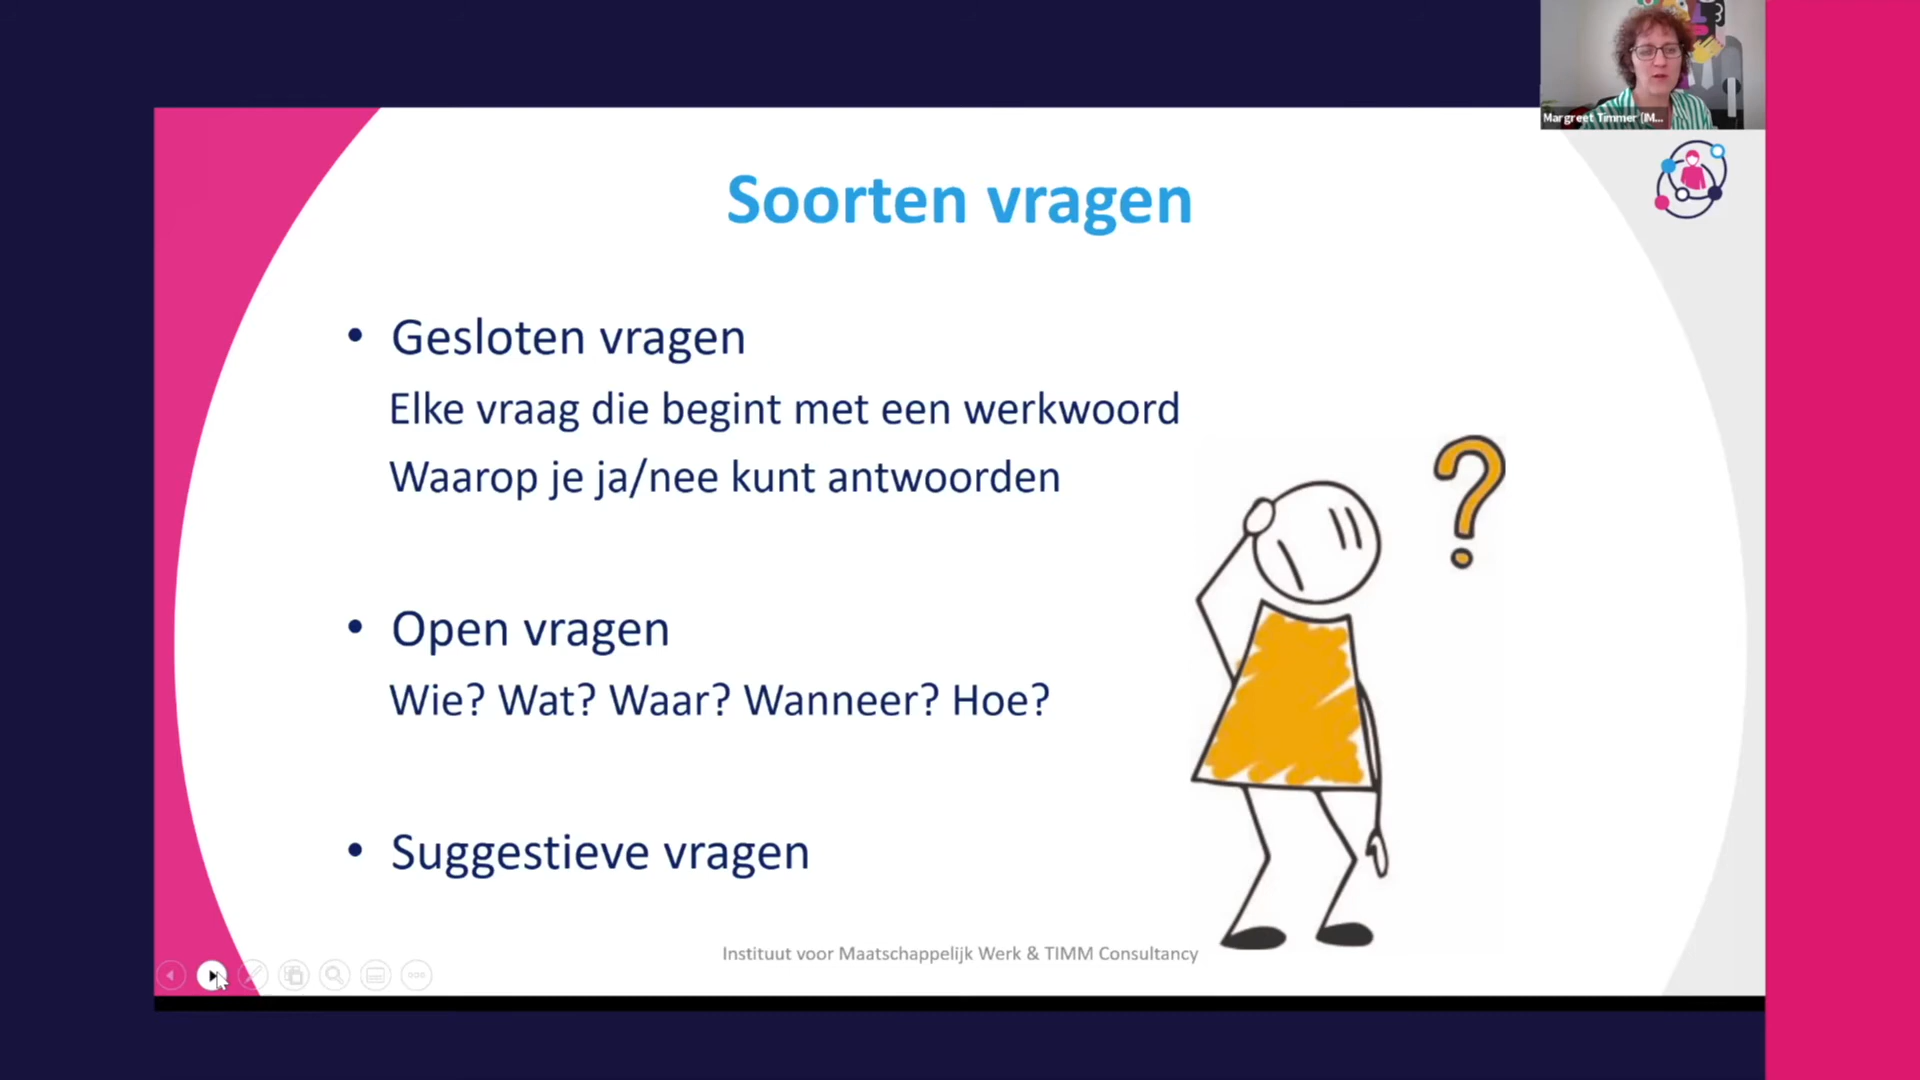 Margreet Timmer (IM...
Soorten vragen
• Gesloten vragen
Elke vraag die begint met een werkwoord
Waarop je ja/nee kunt antwoorden
?
• Open vragen
Wie? Wat? Waar? Wanneer? Hoe?
• Suggestieve vragen
Instituut voor Maatschappelijk Werk & TIMM Consultancy